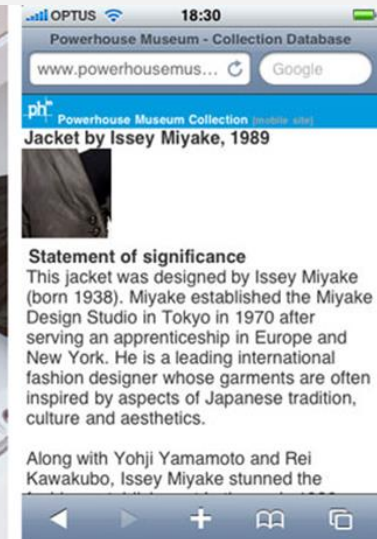 OPTUS 18:30
Powerhouse Museum - Collection Database
www.powerhousemus... Google
ph
Powerhouse Museum Collection [mobile site]
Jacket by Issey Miyake, 1989
Statement of significance
This jacket was designed by Issey Miyake
(born 1938). Miyake established the Miyake
Design Studio in Tokyo in 1970 after
serving an apprenticeship in Europe and
New York. He is a leading international
fashion designer whose garments are often
inspired by aspects of Japanese tradition,
culture and aesthetics.
Along with Yohji Yamamoto and Rei
Kawakubo, Issey Miyake stunned the